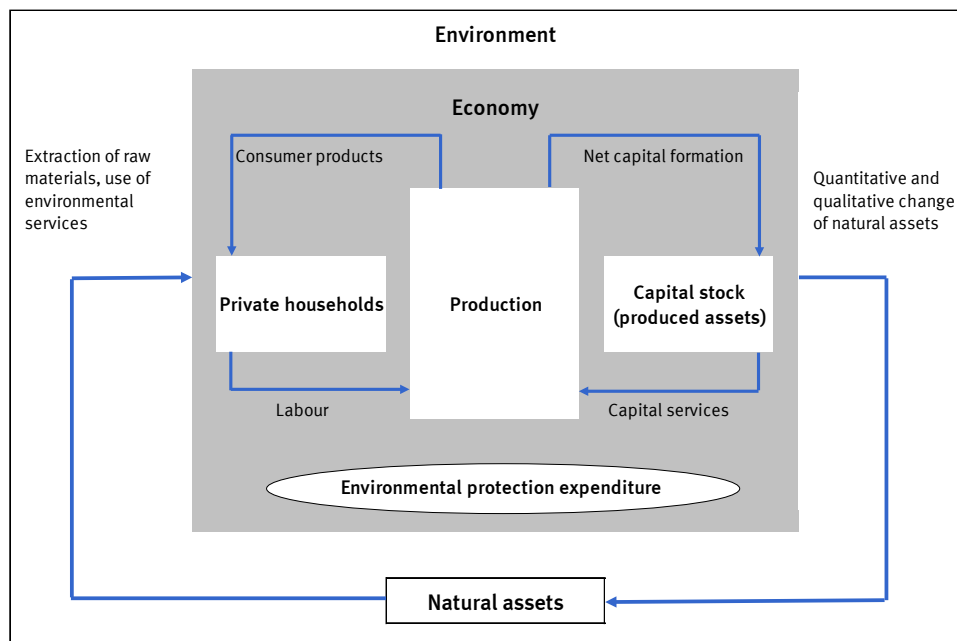 Environment
Economy
Extraction of raw
materials, use of
environmental
services
Consumer products
Net capital formation
Quantitative and
qualitative change
of natural assets
Private households
Production
Capital stock
(produced assets)
Labour
Capital services
Environmental protection expenditure
Natural assets